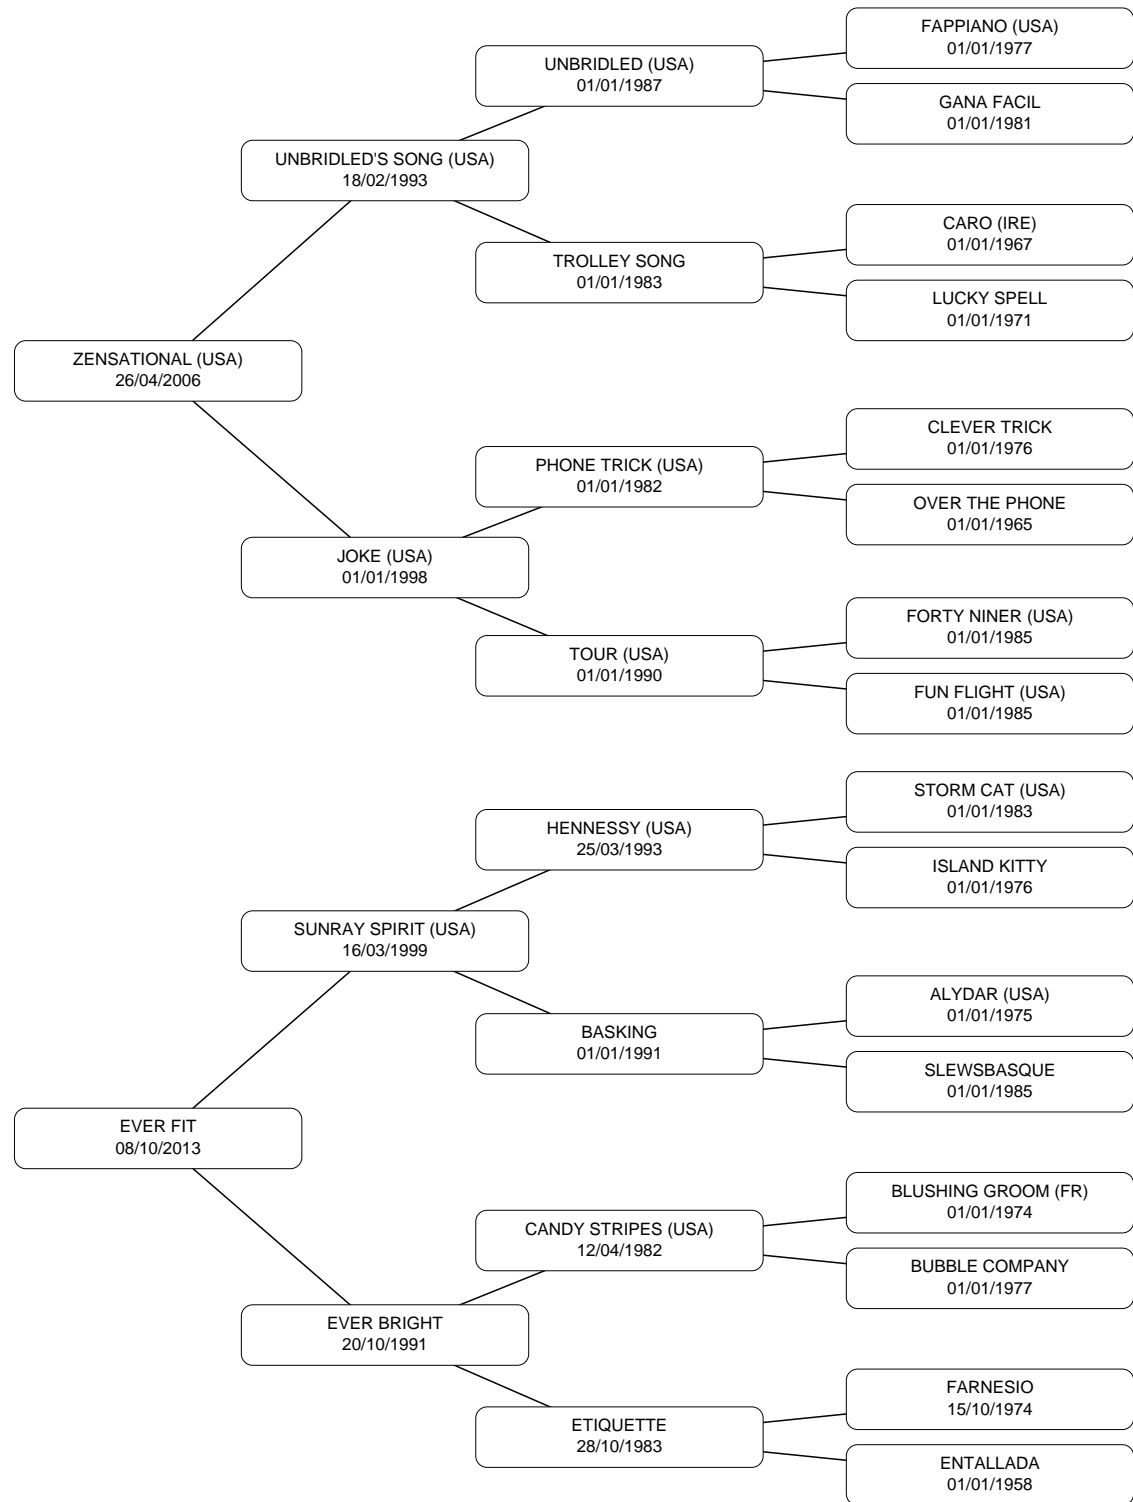 FAPPIANO (USA)
01/01/1977
UNBRIDLED (USA)
01/01/1987
GANA FACIL
01/01/1981
UNBRIDLED'S SONG (USA)
18/02/1993
CARO (IRE)
01/01/1967
TROLLEY SONG
01/01/1983
LUCKY SPELL
01/01/1971
ZENSATIONAL (USA)
26/04/2006
CLEVER TRICK
01/01/1976
PHONE TRICK (USA)
01/01/1982
OVER THE PHONE
01/01/1965
JOKE (USA)
01/01/1998
FORTY NINER (USA)
01/01/1985
TOUR (USA)
01/01/1990
FUN FLIGHT (USA)
01/01/1985
STORM CAT (USA)
01/01/1983
HENNESSY (USA)
25/03/1993
ISLAND KITTY
01/01/1976
SUNRAY SPIRIT (USA)
16/03/1999
ALYDAR (USA)
01/01/1975
BASKING
01/01/1991
SLEWSBASQUE
01/01/1985
EVER FIT
08/10/2013
BLUSHING GROOM (FR)
01/01/1974
CANDY STRIPES (USA)
12/04/1982
BUBBLE COMPANY
01/01/1977
EVER BRIGHT
20/10/1991
FARNESIO
15/10/1974
ETIQUETTE
28/10/1983
ENTALLADA
01/01/1958